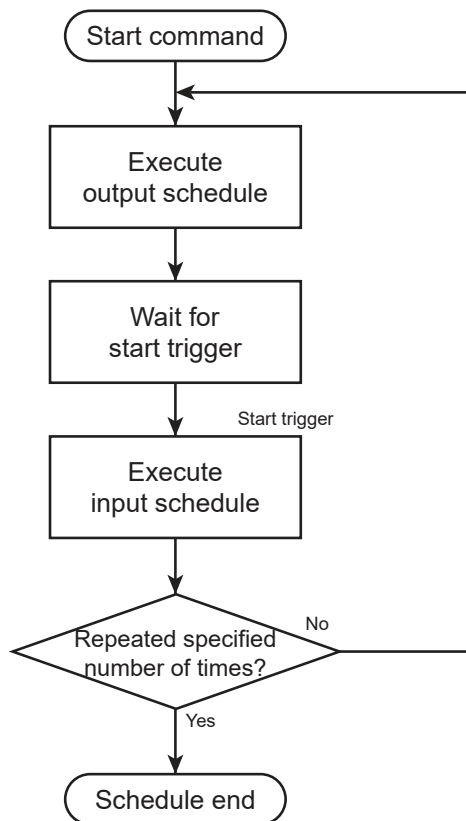 Start command
Execute
output schedule
Wait for
start trigger
Start trigger
Execute
input schedule
No
Repeated specified
number of times?
Yes
Schedule end